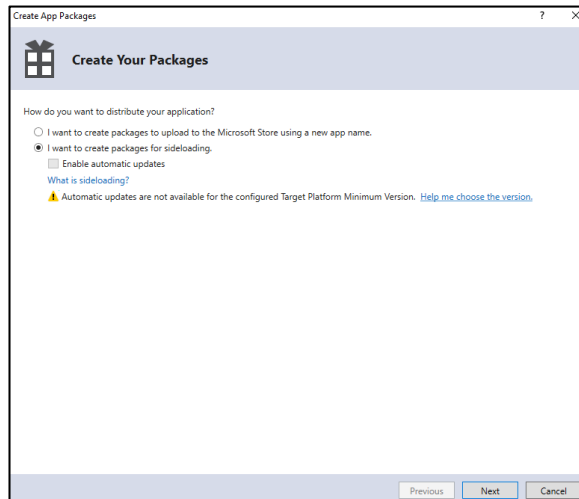 Create App Packages
?
Create Your Packages
How do you want to distribute your application?
I want to create packages to upload to the Microsoft Store using a new app name.
I want to create packages for sideloading.
Enable automatic updates
What is sideloading?
Automatic updates are not available for the configured Target Platform Minimum Version. Help me choose the version.
Previous Next Cancel